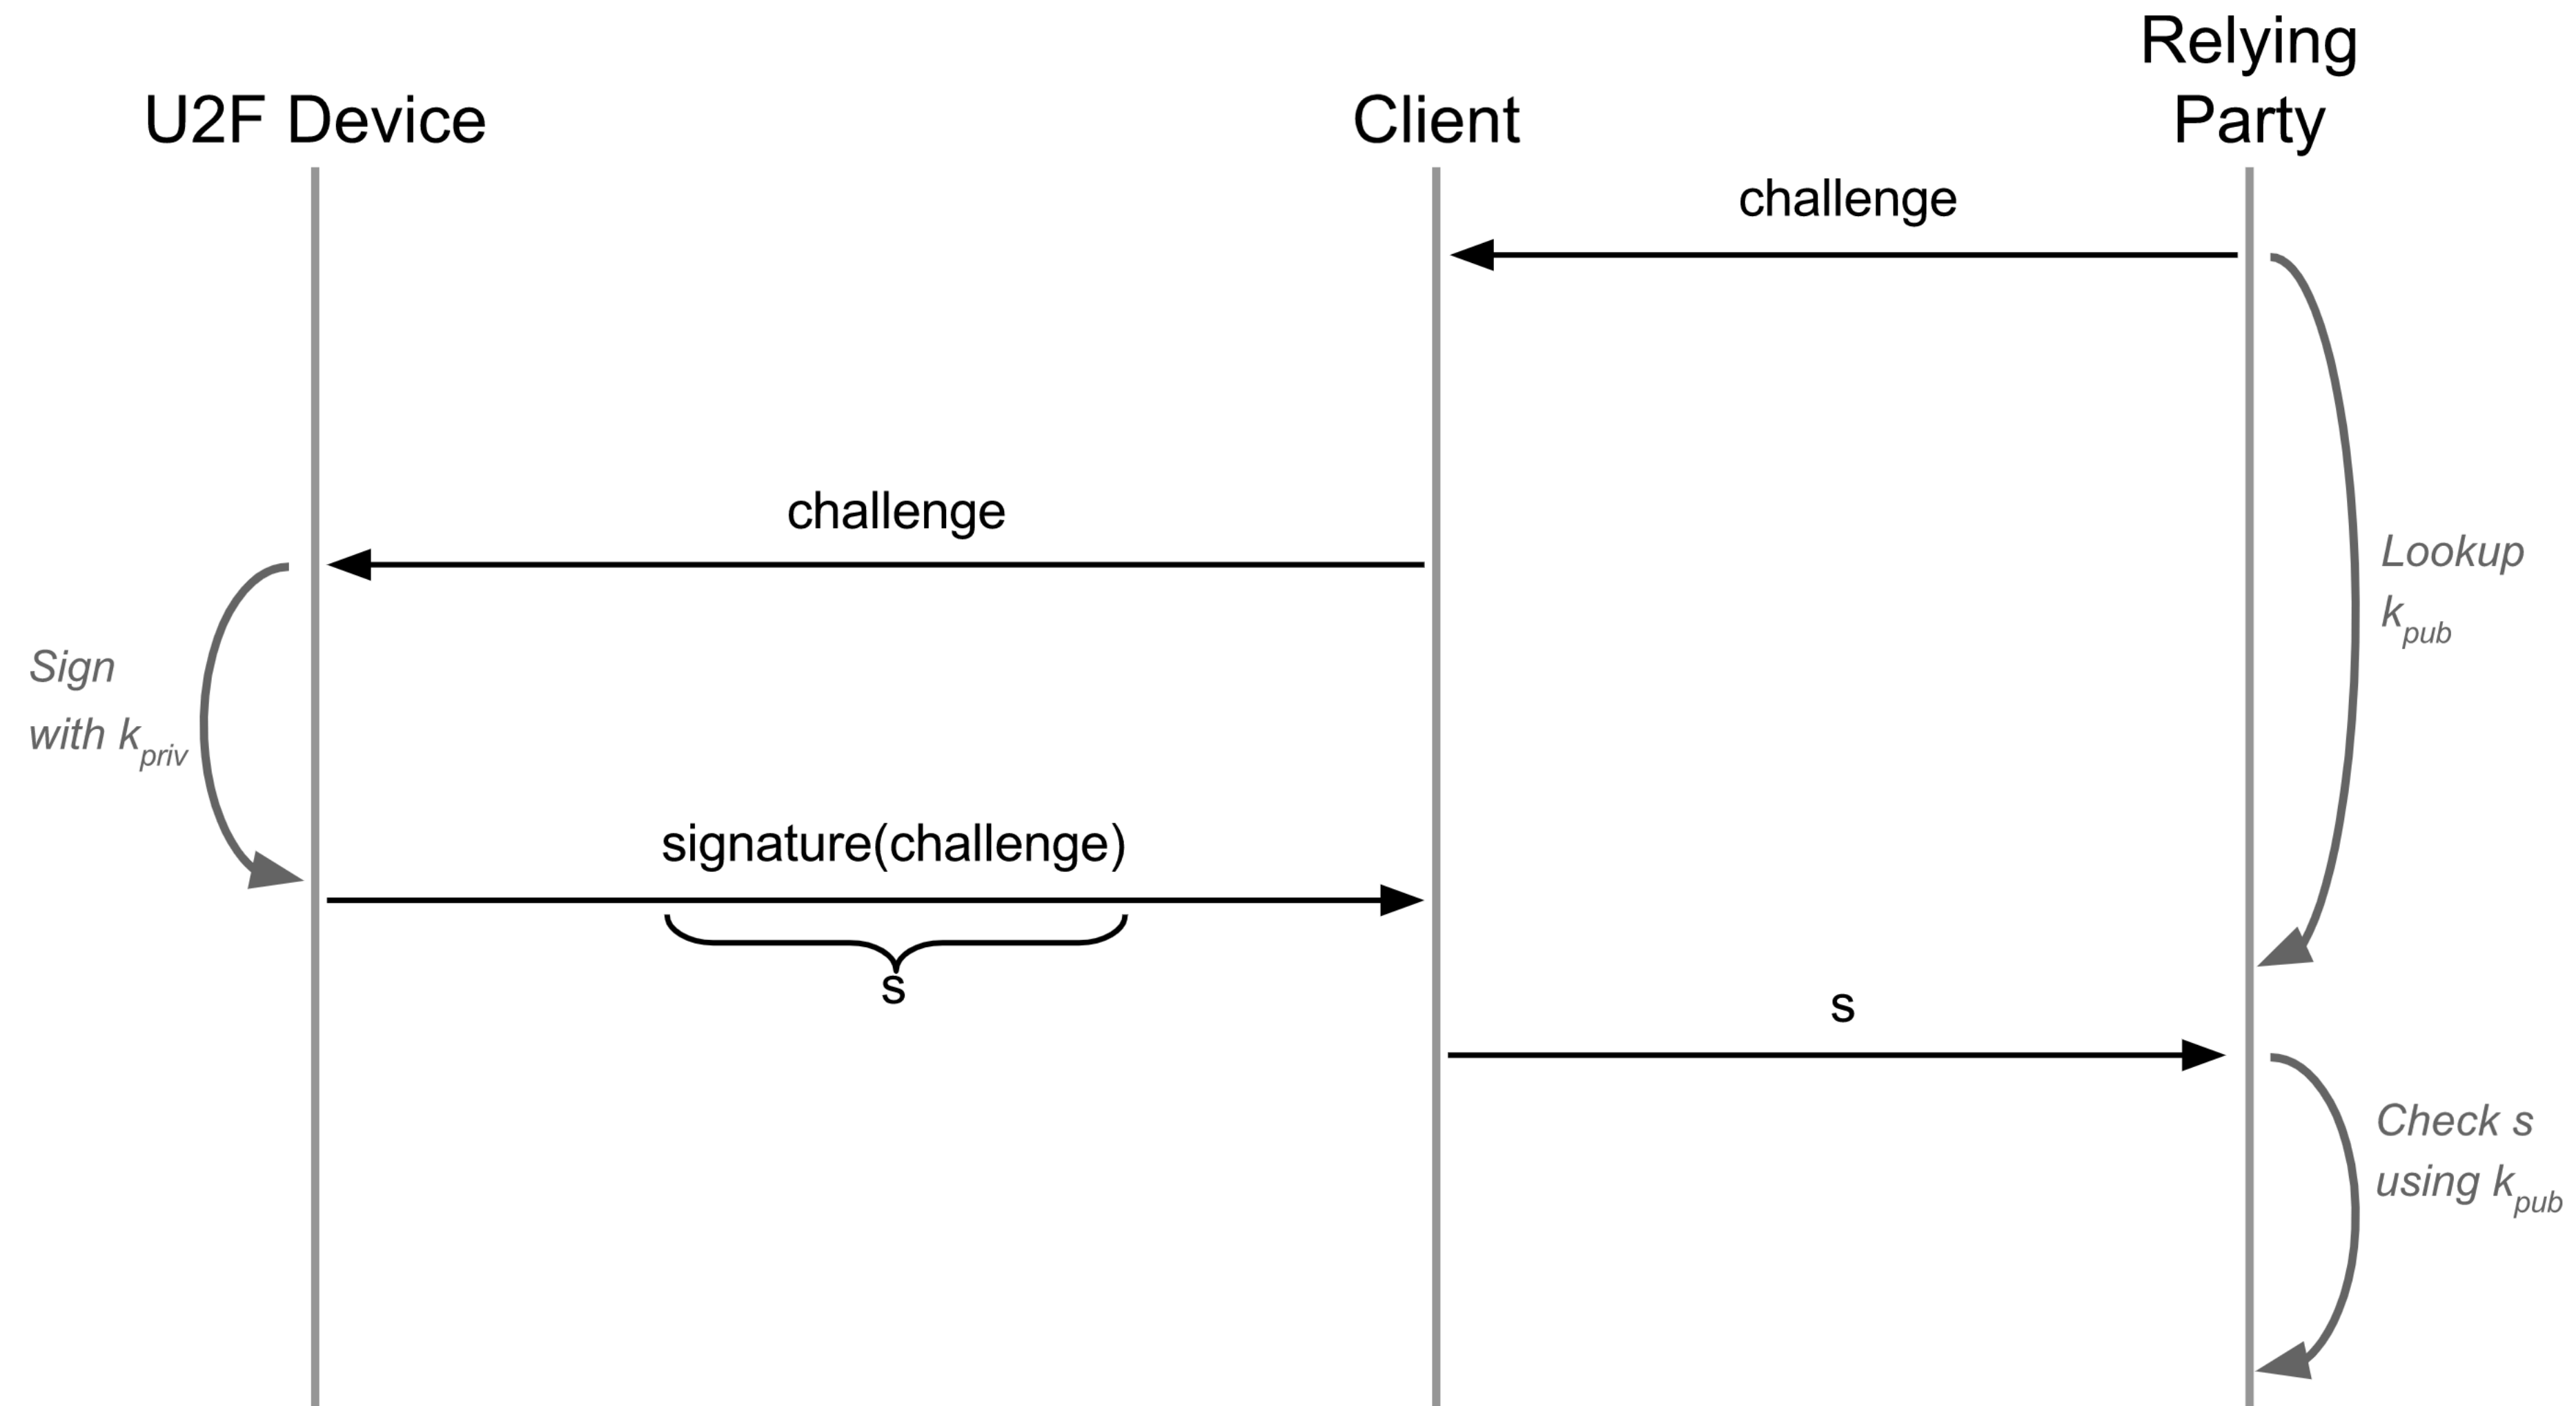 Relying
Party
U2F Device
Client
challenge
challenge
Lookup
k_pub
Sign
with k_priv
signature(challenge)
s
s
Check s
using k_pub